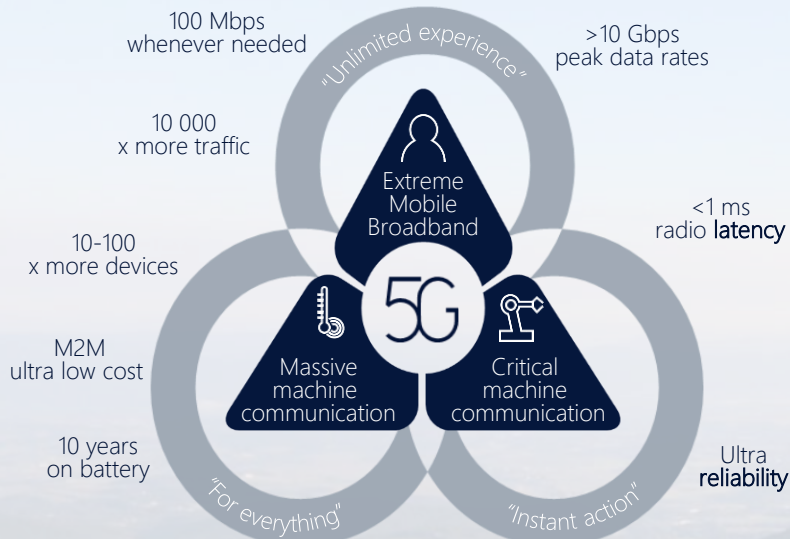 100 Mbps
whenever needed
>10 Gbps
peak data rates
"Unlimited experience"
10 000
x more traffic
Extreme
Mobile
Broadband
<1 ms
radio latency
10-100
x more devices
5G
M2M
ultra low cost
Massive
machine
communication
Critical
machine
communication
10 years
on battery
Ultra
reliability
"For everything"
"Instant action"